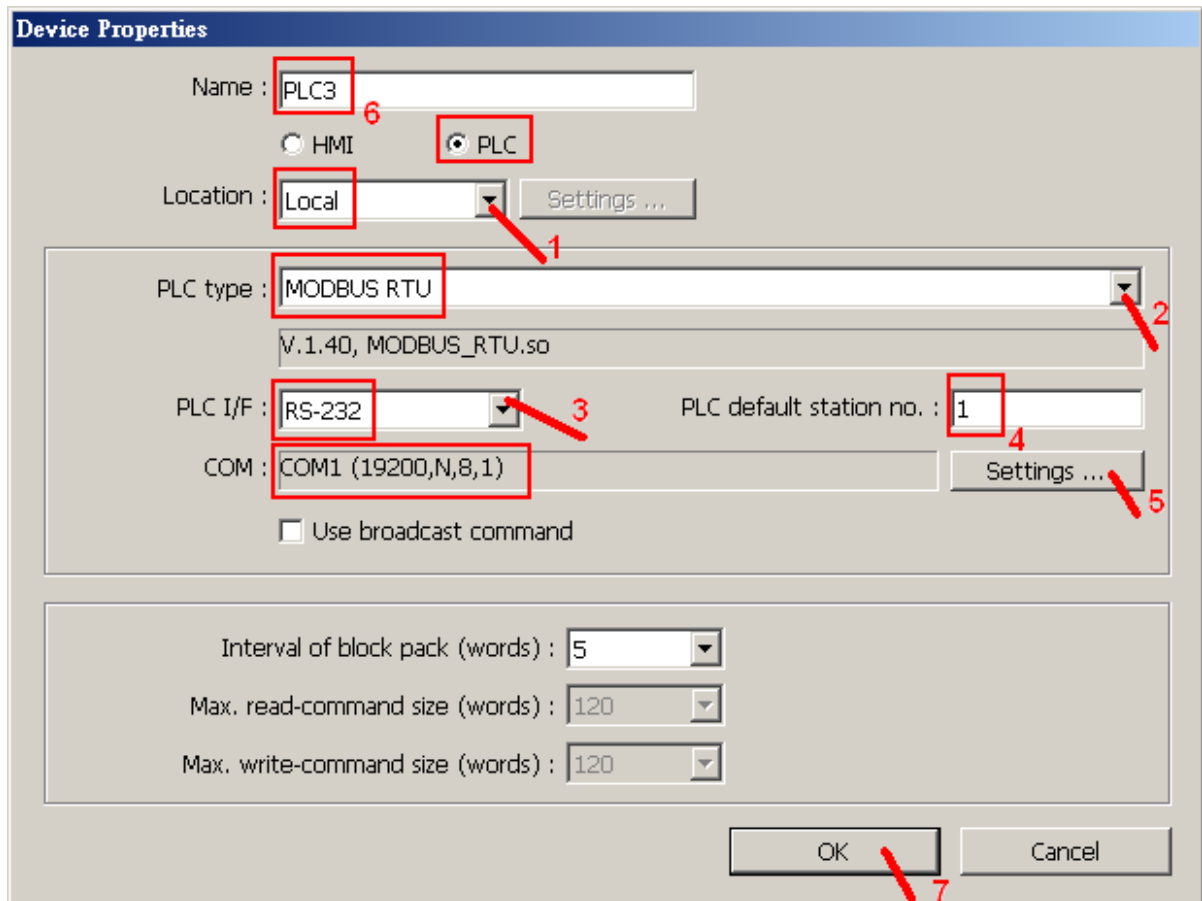 Device Properties
Name : PLC3
6
HMI PLC
Location : Local Settings ...
1
PLC type : MODBUS RTU
2
V.1.40, MODBUS_RTU.so
PLC I/F : RS-232 3 PLC default station no. : 1
4
COM : COM1 (19200,N,8,1) Settings ...
5
Use broadcast command
Interval of block pack (words) : 5
Max. read-command size (words) : 120
Max. write-command size (words) : 120
OK Cancel
7